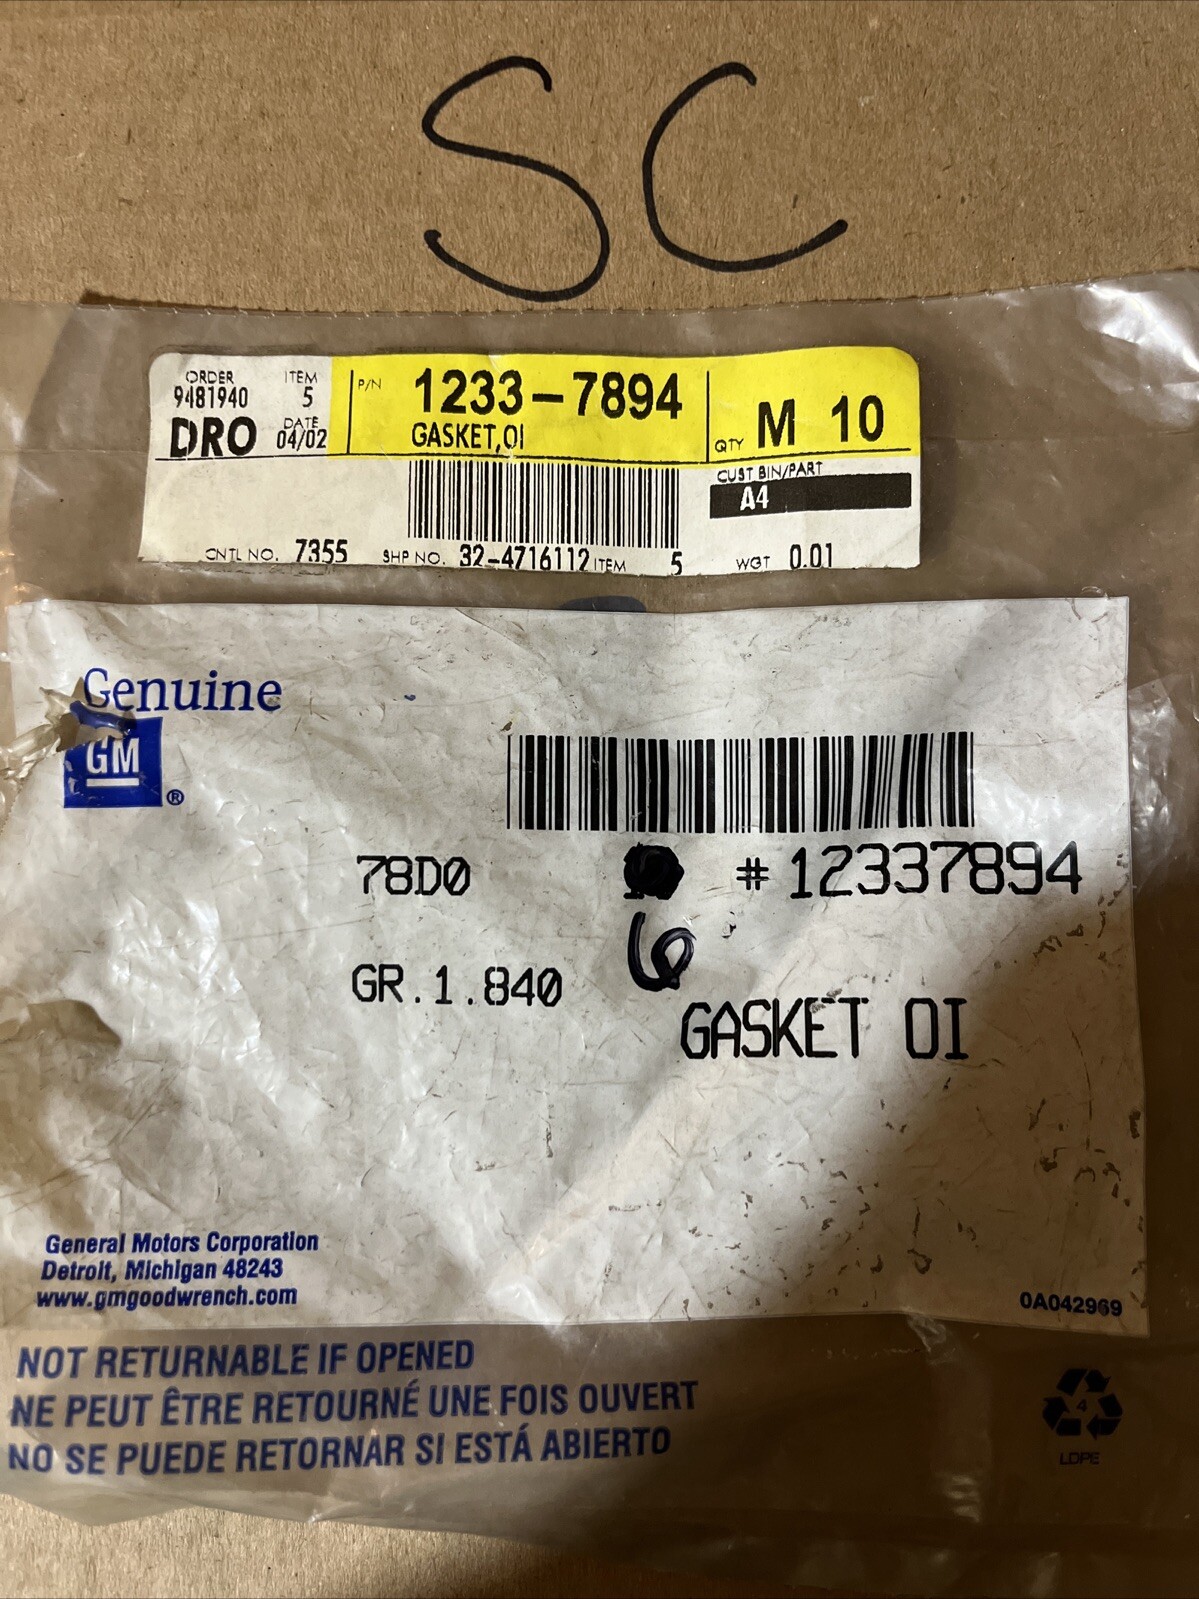 SC
ORDER ITEM
9481940 5
DRO DATE
04/02
P/N 1233-7894
GASKET,OI
QTY M 10
CUST BIN/PART
A4
CNTL NO. 7355 SHP NO. 32-4716112 ITEM 5 WGT 0.01
Genuine
GM®
78D0 # 12337894
6
GR.1.840
GASKET OI
General Motors Corporation
Detroit, Michigan 48243
www.gmgoodwrench.com
0A042969
NOT RETURNABLE IF OPENED
NE PEUT ÊTRE RETOURNÉ UNE FOIS OUVERT
NO SE PUEDE RETORNAR SI ESTÁ ABIERTO
4
LDPE